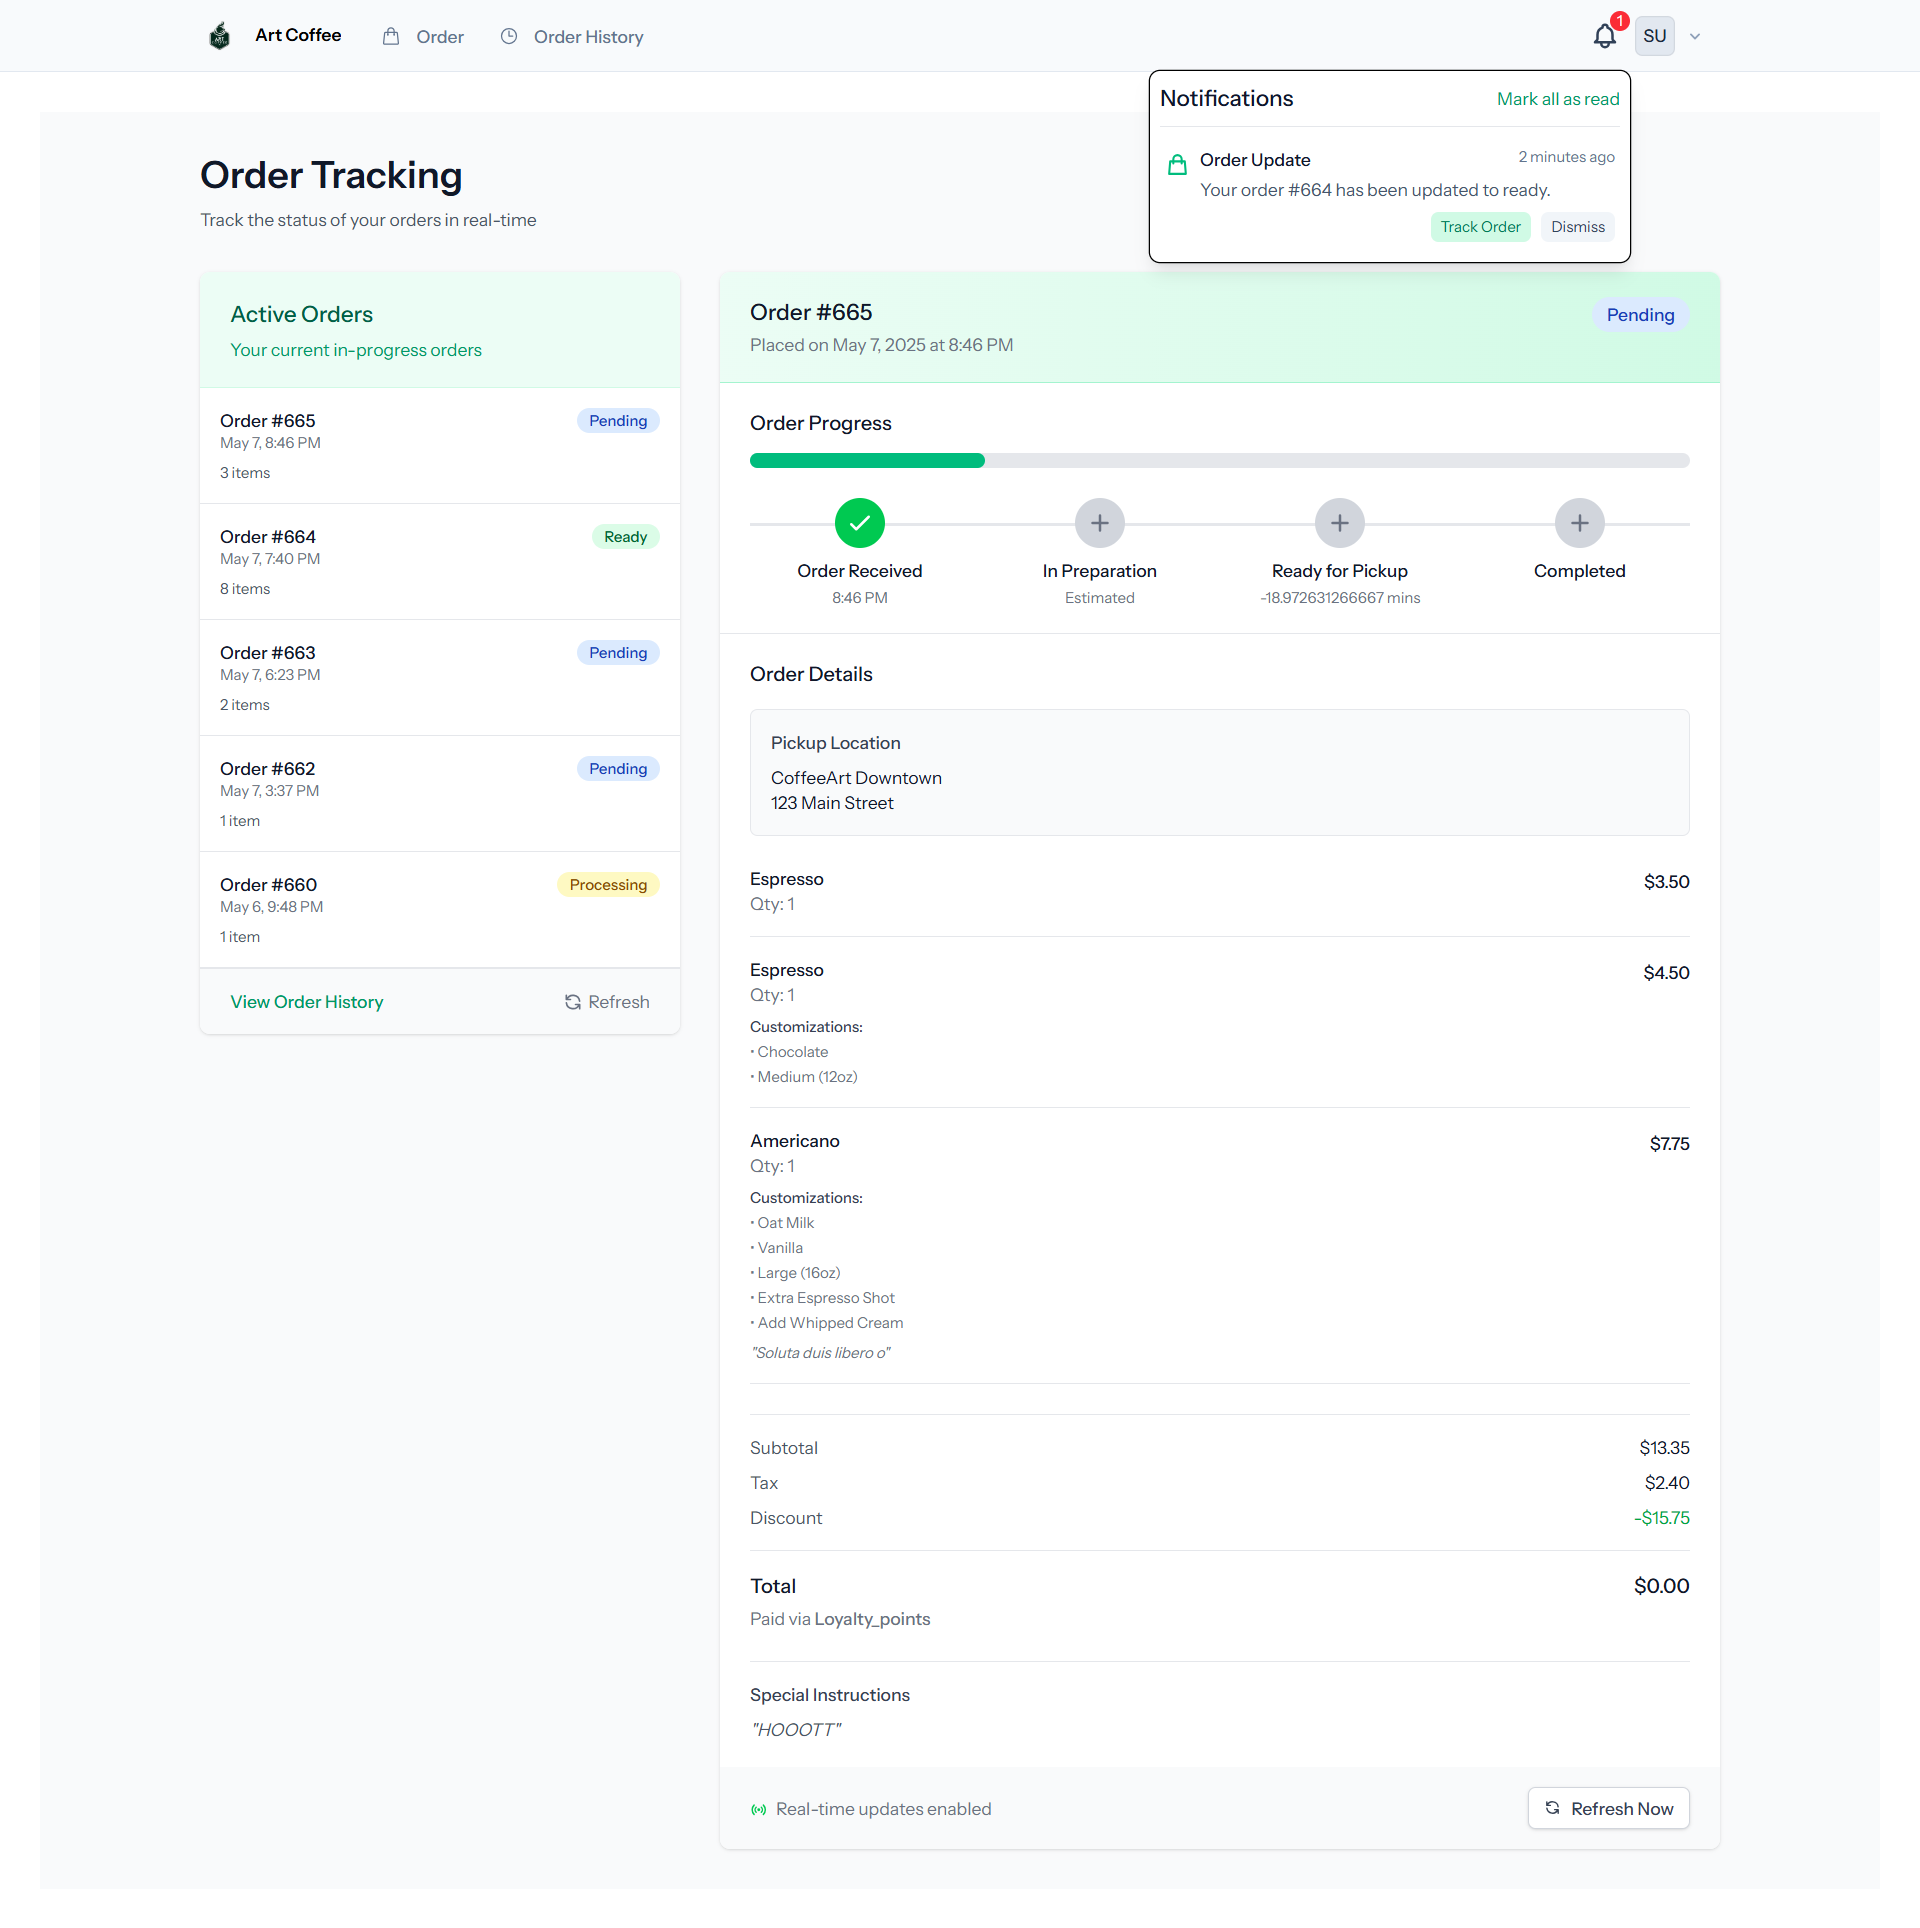 Art Coffee
Order
Order History
1
SU
Notifications
Mark all as read
Order Update
2 minutes ago
Your order #664 has been updated to ready.
Track Order
Dismiss
Order Tracking
Track the status of your orders in real-time
Active Orders
Your current in-progress orders
Order #665
Pending
May 7, 8:46 PM
3 items
Order #664
Ready
May 7, 7:40 PM
8 items
Order #663
Pending
May 7, 6:23 PM
2 items
Order #662
Pending
May 7, 3:37 PM
1 item
Order #660
Processing
May 6, 9:48 PM
1 item
View Order History
Refresh
Order #665
Pending
Placed on May 7, 2025 at 8:46 PM
Order Progress
Order Received
8:46 PM
In Preparation
Estimated
Ready for Pickup
-18.972631266667 mins
Completed
Order Details
Pickup Location
CoffeeArt Downtown
123 Main Street
Espresso
$3.50
Qty: 1
Espresso
$4.50
Qty: 1
Customizations:
• Chocolate
• Medium (12oz)
Americano
$7.75
Qty: 1
Customizations:
• Oat Milk
• Vanilla
• Large (16oz)
• Extra Espresso Shot
• Add Whipped Cream
"Soluta duis libero o"
Subtotal
$13.35
Tax
$2.40
Discount
-$15.75
Total
$0.00
Paid via Loyalty_points
Special Instructions
"HOOOTT"
Real-time updates enabled
Refresh Now